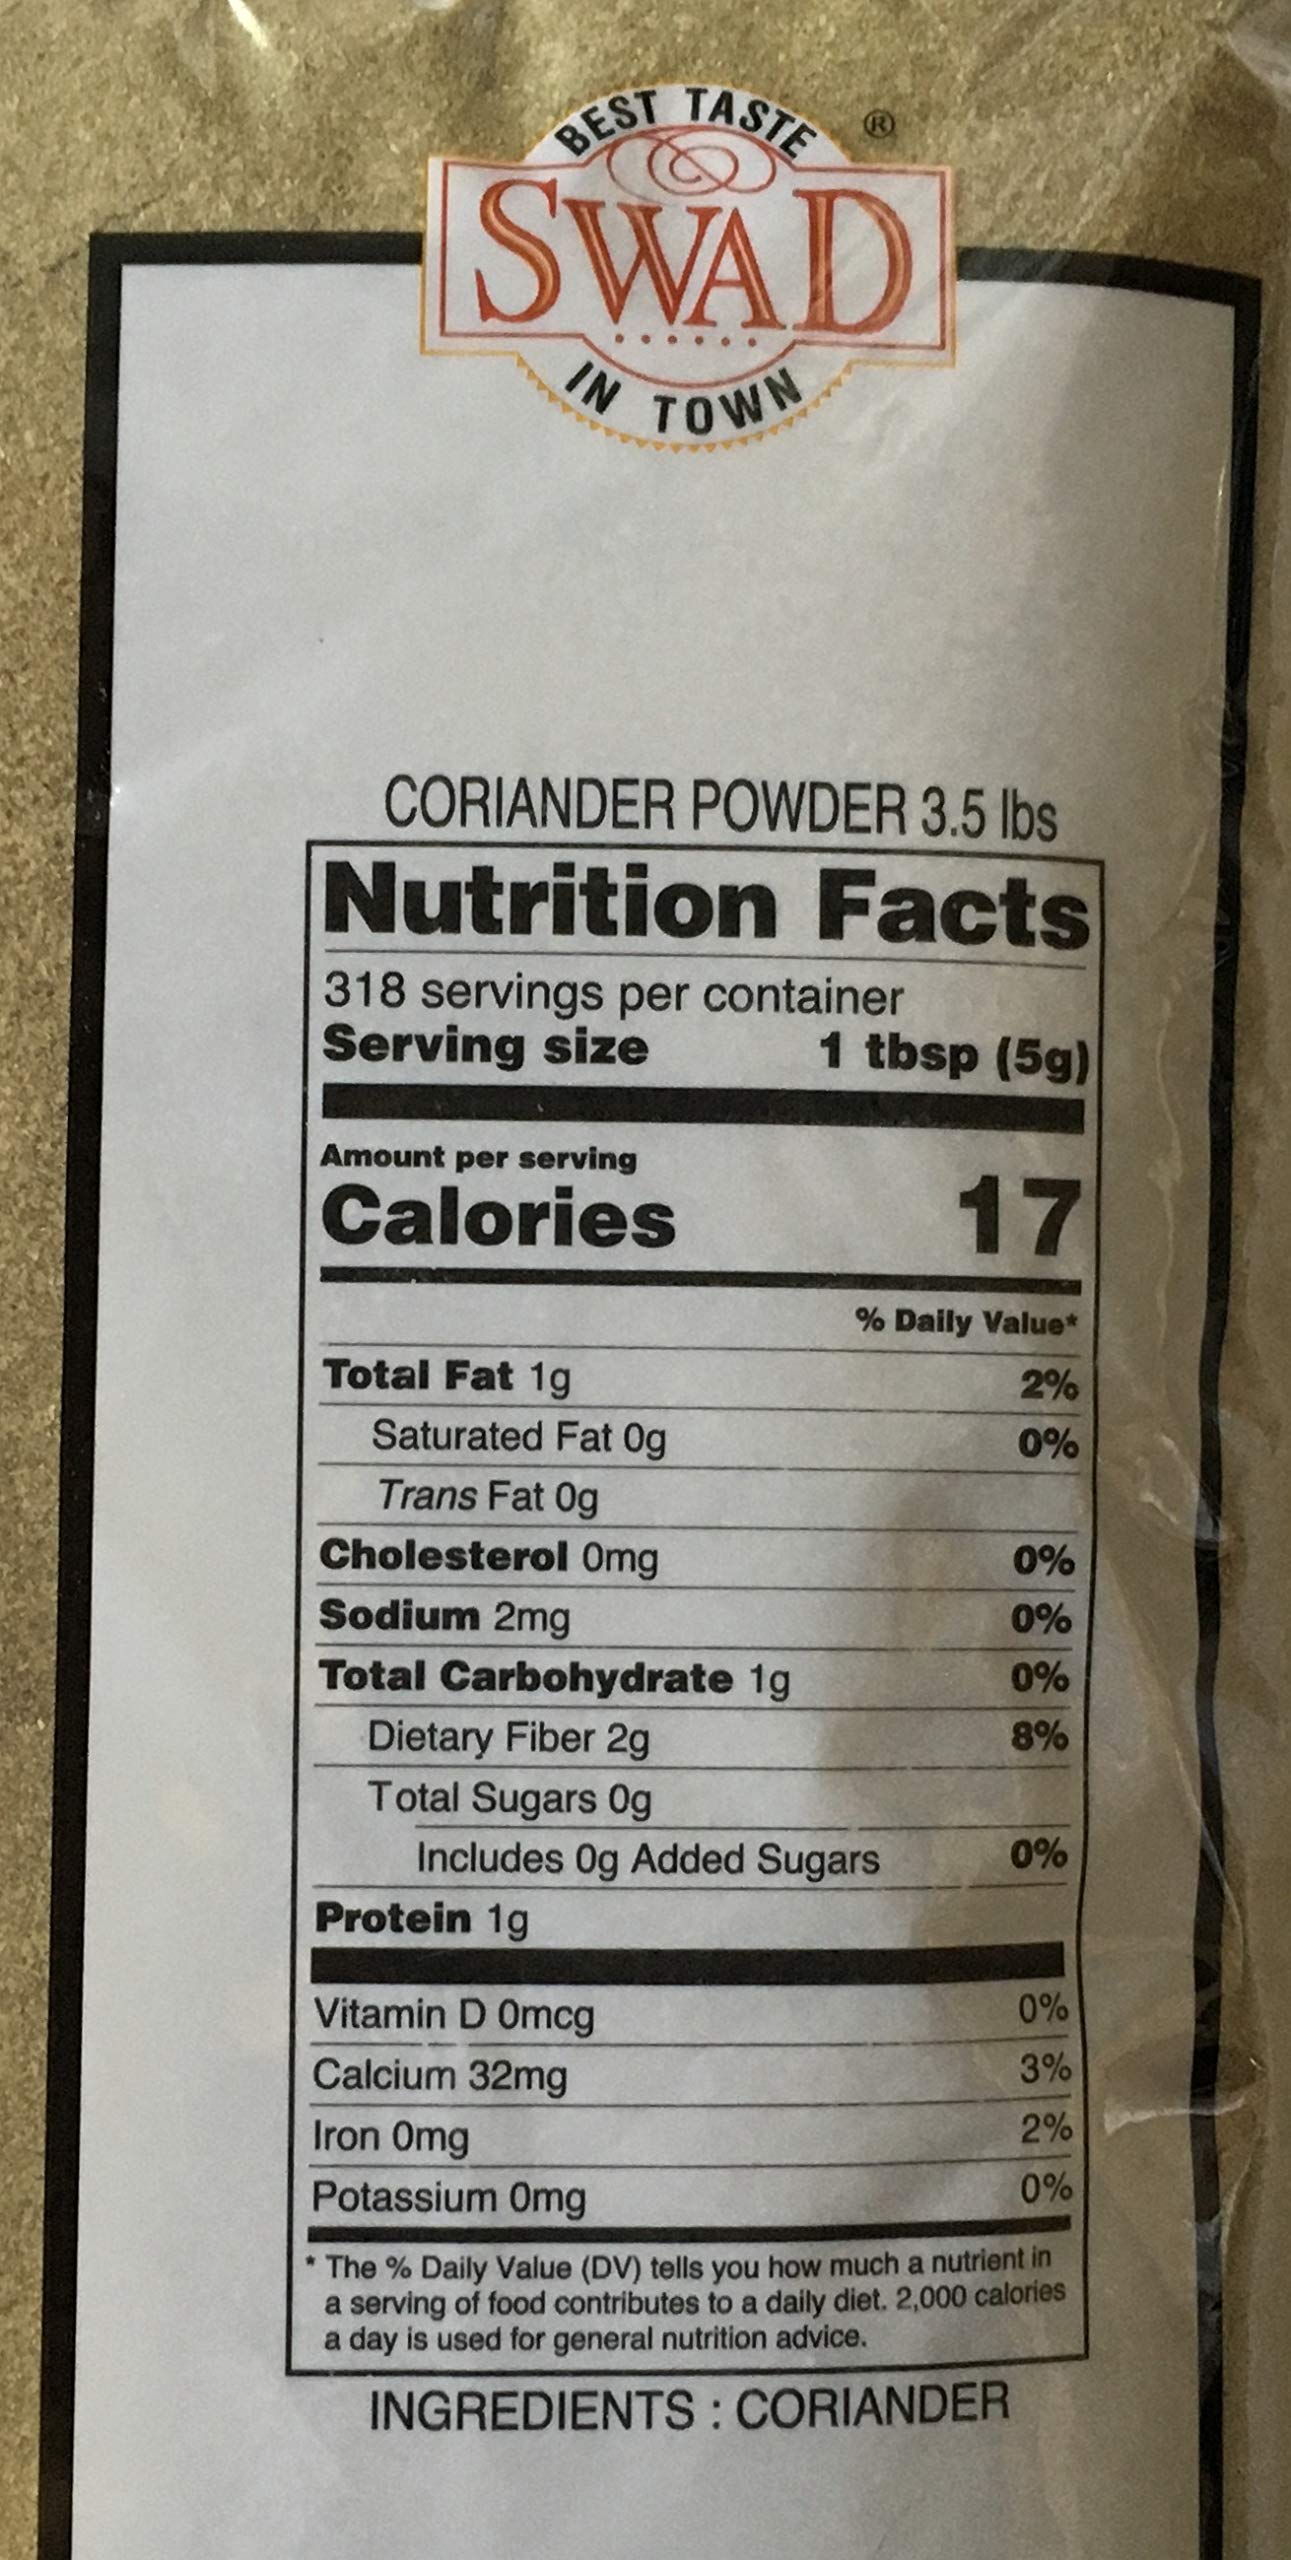 BEST TASTE
®
SWAD
IN TOWN
CORIANDER POWDER 3.5 lbs
Nutrition Facts
318 servings per container
Serving size 1 tbsp (5g)
Amount per serving
Calories 17
% Daily Value*
Total Fat 1g 2%
Saturated Fat 0g 0%
Trans Fat 0g
Cholesterol 0mg 0%
Sodium 2mg 0%
Total Carbohydrate 1g 0%
Dietary Fiber 2g 8%
Total Sugars 0g
Includes 0g Added Sugars 0%
Protein 1g
Vitamin D 0mcg 0%
Calcium 32mg 3%
Iron 0mg 2%
Potassium 0mg 0%
* The % Daily Value (DV) tells you how much a nutrient in
a serving of food contributes to a daily diet. 2,000 calories
a day is used for general nutrition advice.
INGREDIENTS : CORIANDER